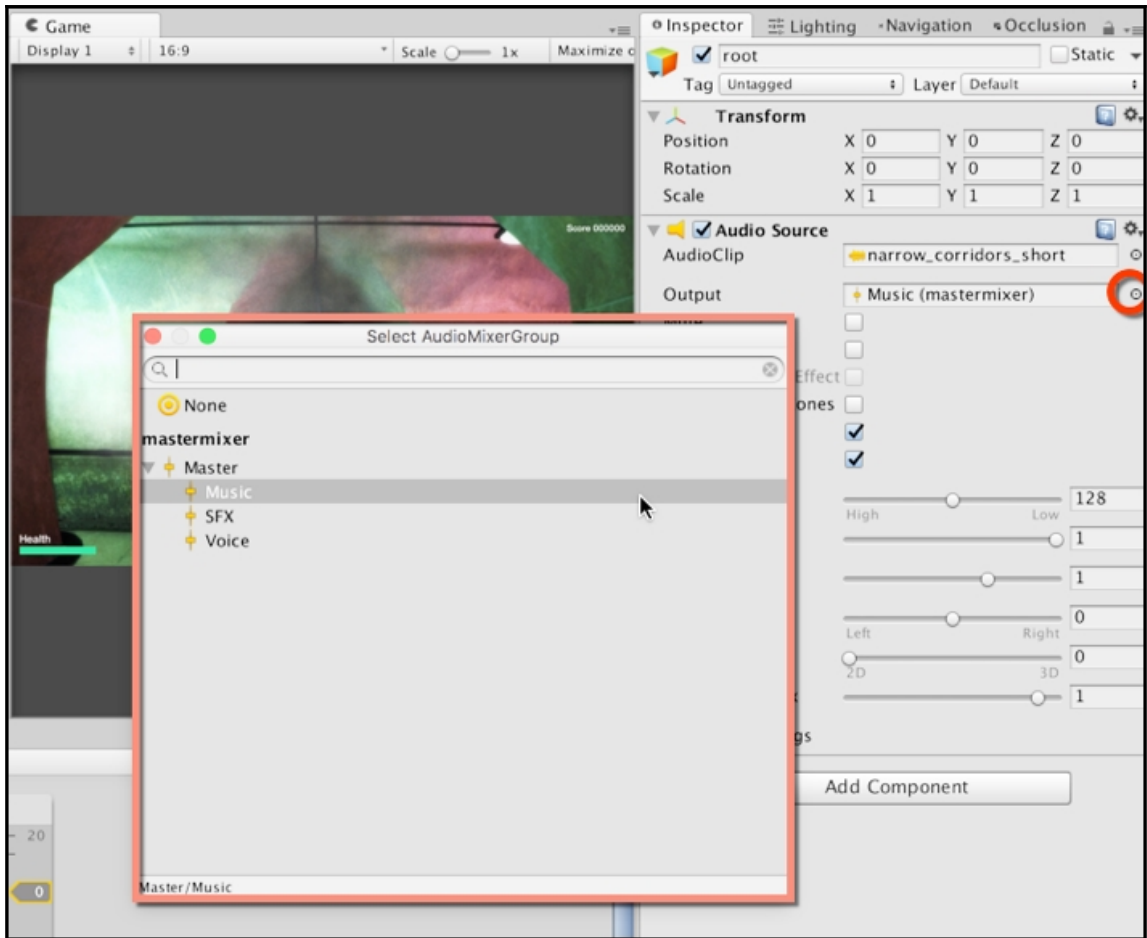 Game
Display 1 16:9 Scale 1x Maximize
Score 000000
Health
20
0
Inspector Lighting Navigation Occlusion
root Static
Tag Untagged Layer Default
Transform
Position X 0 Y 0 Z 0
Rotation X 0 Y 0 Z 0
Scale X 1 Y 1 Z 1
Audio Source
AudioClip narrow_corridors_short
Output Music (mastermixer)
Effect
ones
128
High Low
1
1
0
Left Right
0
2D 3D
1
gs
Add Component
Select AudioMixerGroup
None
mastermixer
Master
Music
SFX
Voice
Master/Music